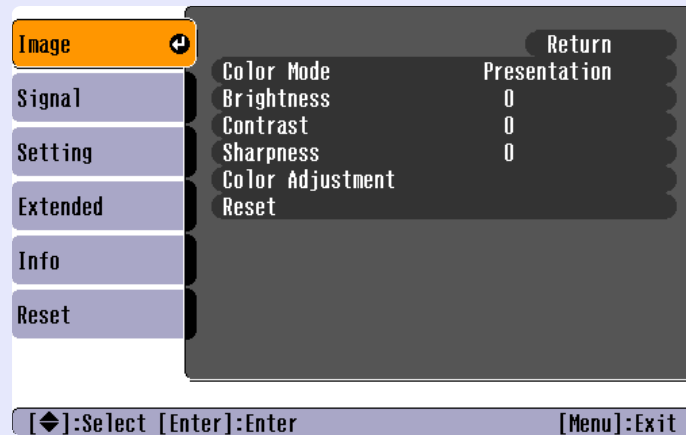 Image
Signal
Setting
Extended
Info
Reset
Return
Color Mode Presentation
Brightness 0
Contrast 0
Sharpness 0
Color Adjustment
Reset
[◆]:Select [Enter]:Enter [Menu]:Exit